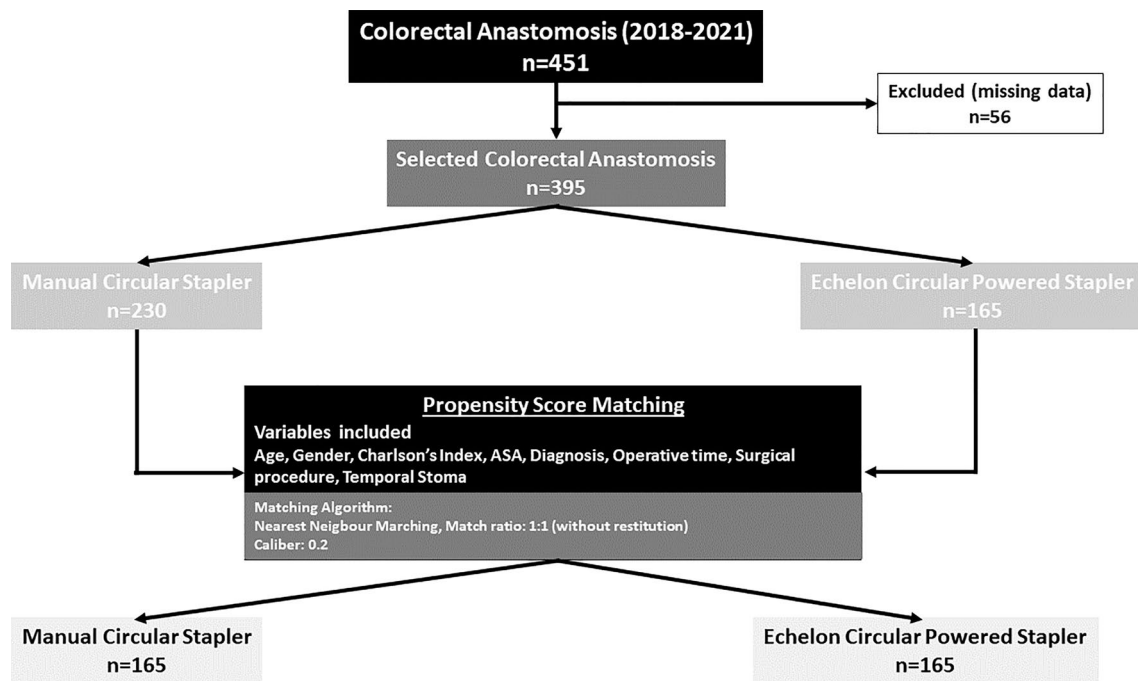 Colorectal Anastomosis (2018-2021)
n=451
Excluded (missing data)
n=56
Selected Colorectal Anastomosis
n=395
Manual Circular Stapler
n=230
Echelon Circular Powered Stapler
n=165
Propensity Score Matching
Variables included
Age, Gender, Charlson's Index, ASA, Diagnosis, Operative time, Surgical
procedure, Temporal Stoma
Matching Algorithm:
Nearest Neigbour Marching, Match ratio: 1:1 (without restitution)
Caliber: 0.2
Manual Circular Stapler
n=165
Echelon Circular Powered Stapler
n=165